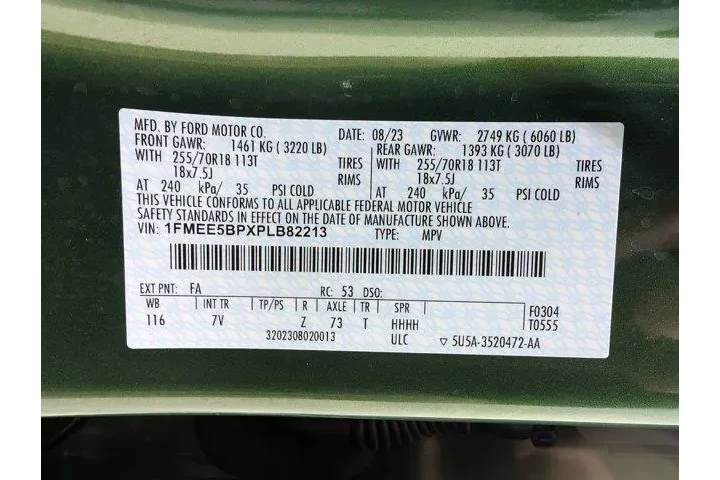 MFD. BY FORD MOTOR CO. DATE: 08/23 GVWR: 2749 KG ( 6060 LB)
FRONT GAWR: 1461 KG ( 3220 LB) REAR GAWR: 1393 KG ( 3070 LB)
WITH 255/70R18 113T TIRES WITH 255/70R18 113T TIRES
18x7.5J RIMS 18x7.5J RIMS
AT 240 kPa/ 35 PSI COLD AT 240 kPa/ 35 PSI COLD
THIS VEHICLE CONFORMS TO ALL APPLICABLE FEDERAL MOTOR VEHICLE
SAFETY STANDARDS IN EFFECT ON THE DATE OF MANUFACTURE SHOWN ABOVE.
VIN: 1FMEE5BPXPLB82213 TYPE: MPV
EXT PNT: FA RC: 53 DSO: F0304
WB INT TR TP/PS R AXLE TR SPR T0555
116 7V Z 73 T HHHH
3202308020013 ULC ▽ 5U5A-3520472-AA